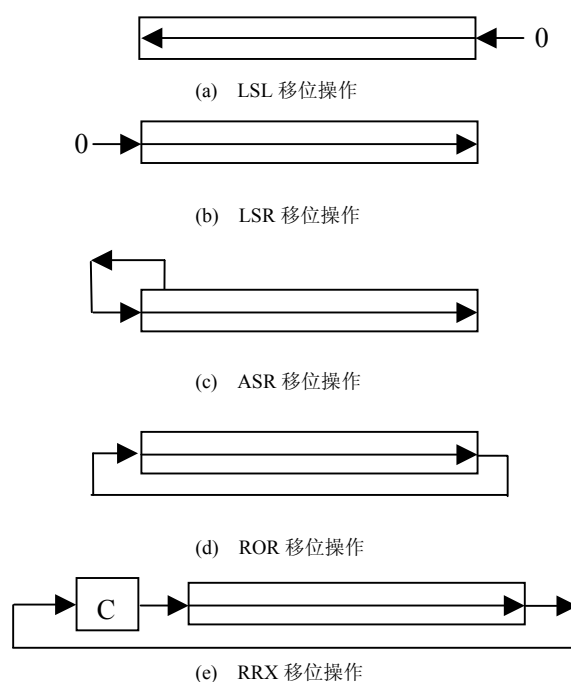 0
(a) LSL 移位操作
0
(b) LSR 移位操作
(c) ASR 移位操作
(d) ROR 移位操作
C
(e) RRX 移位操作